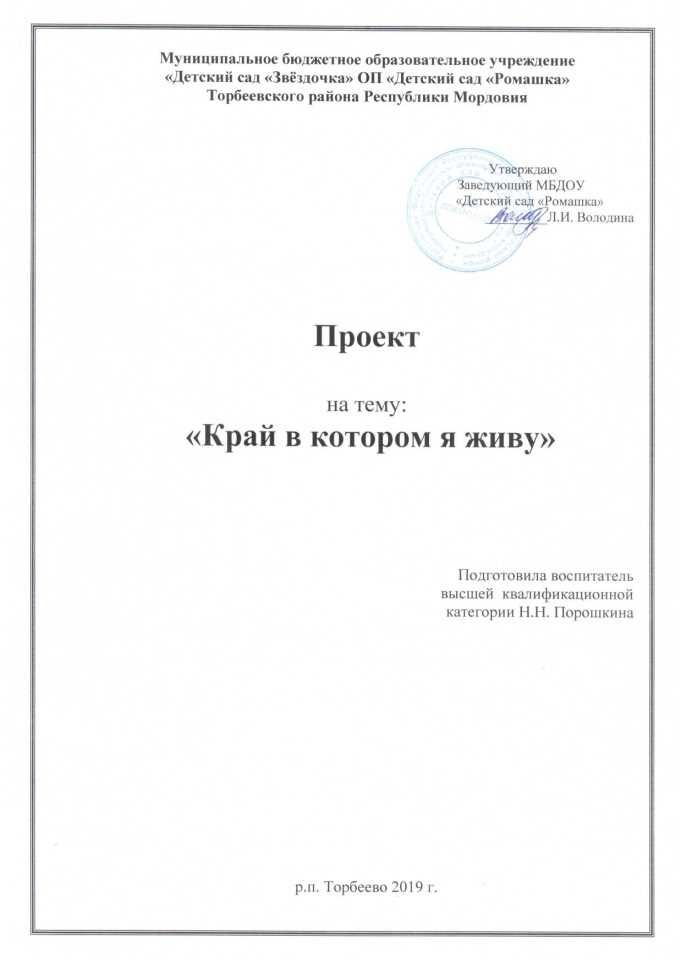 Муниципальное бюджетное образовательное учреждение
«Детский сад «Звёздочка» ОП «Детский сад «Ромашка»
Торбеевского района Республики Мордовия
Утверждаю
Заведующий МБДОУ
«Детский сад «Ромашка»
Л.И. Володина
Проект
на тему:
«Край в котором я живу»
Подготовила воспитатель
высшей квалификационной
категории Н.Н. Порошкина
р.п. Торбеево 2019 г.